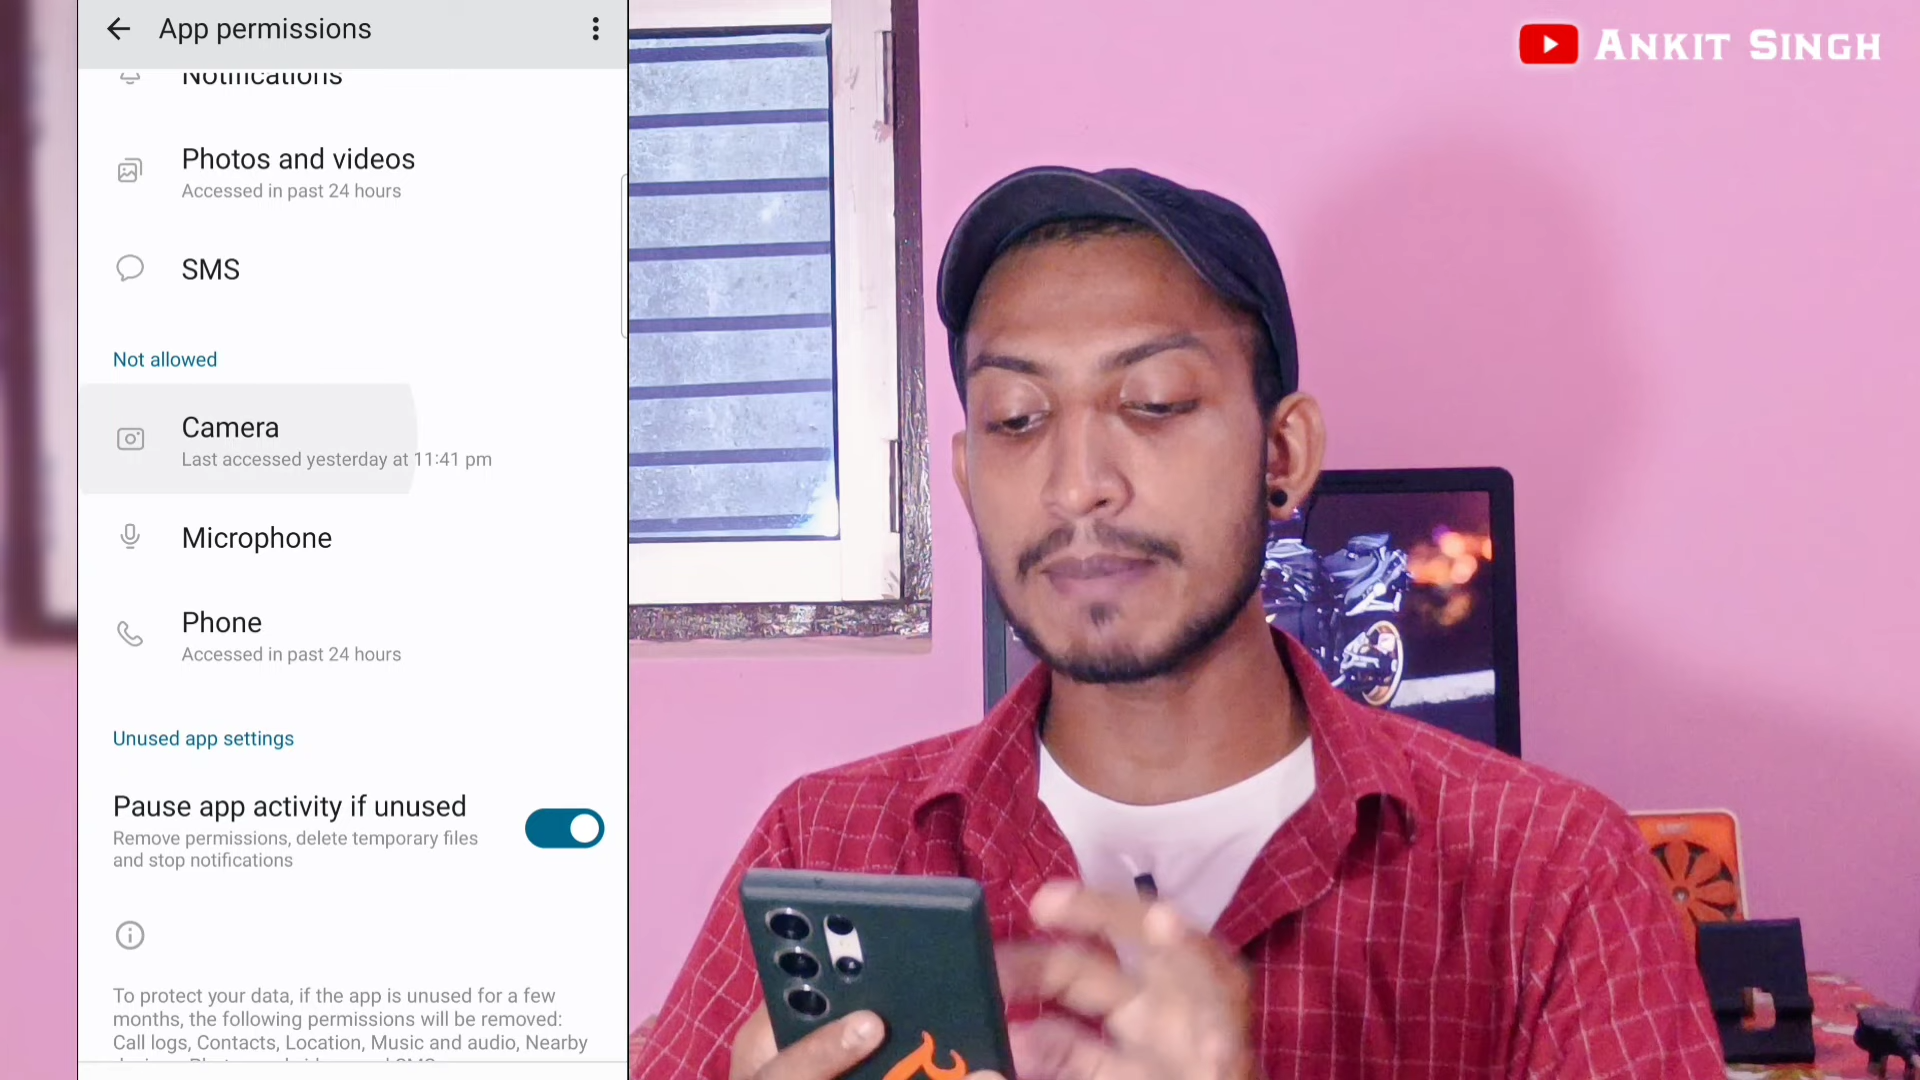 App permissions
Notifications
Photos and videos
Accessed in past 24 hours
SMS
Not allowed
Camera
Last accessed yesterday at 11:41 pm
Microphone
Phone
Accessed in past 24 hours
Unused app settings
Pause app activity if unused
Remove permissions, delete temporary files
and stop notifications
To protect your data, if the app is unused for a few
months, the following permissions will be removed:
Call logs, Contacts, Location, Music and audio, Nearby
ANKIT SINGH